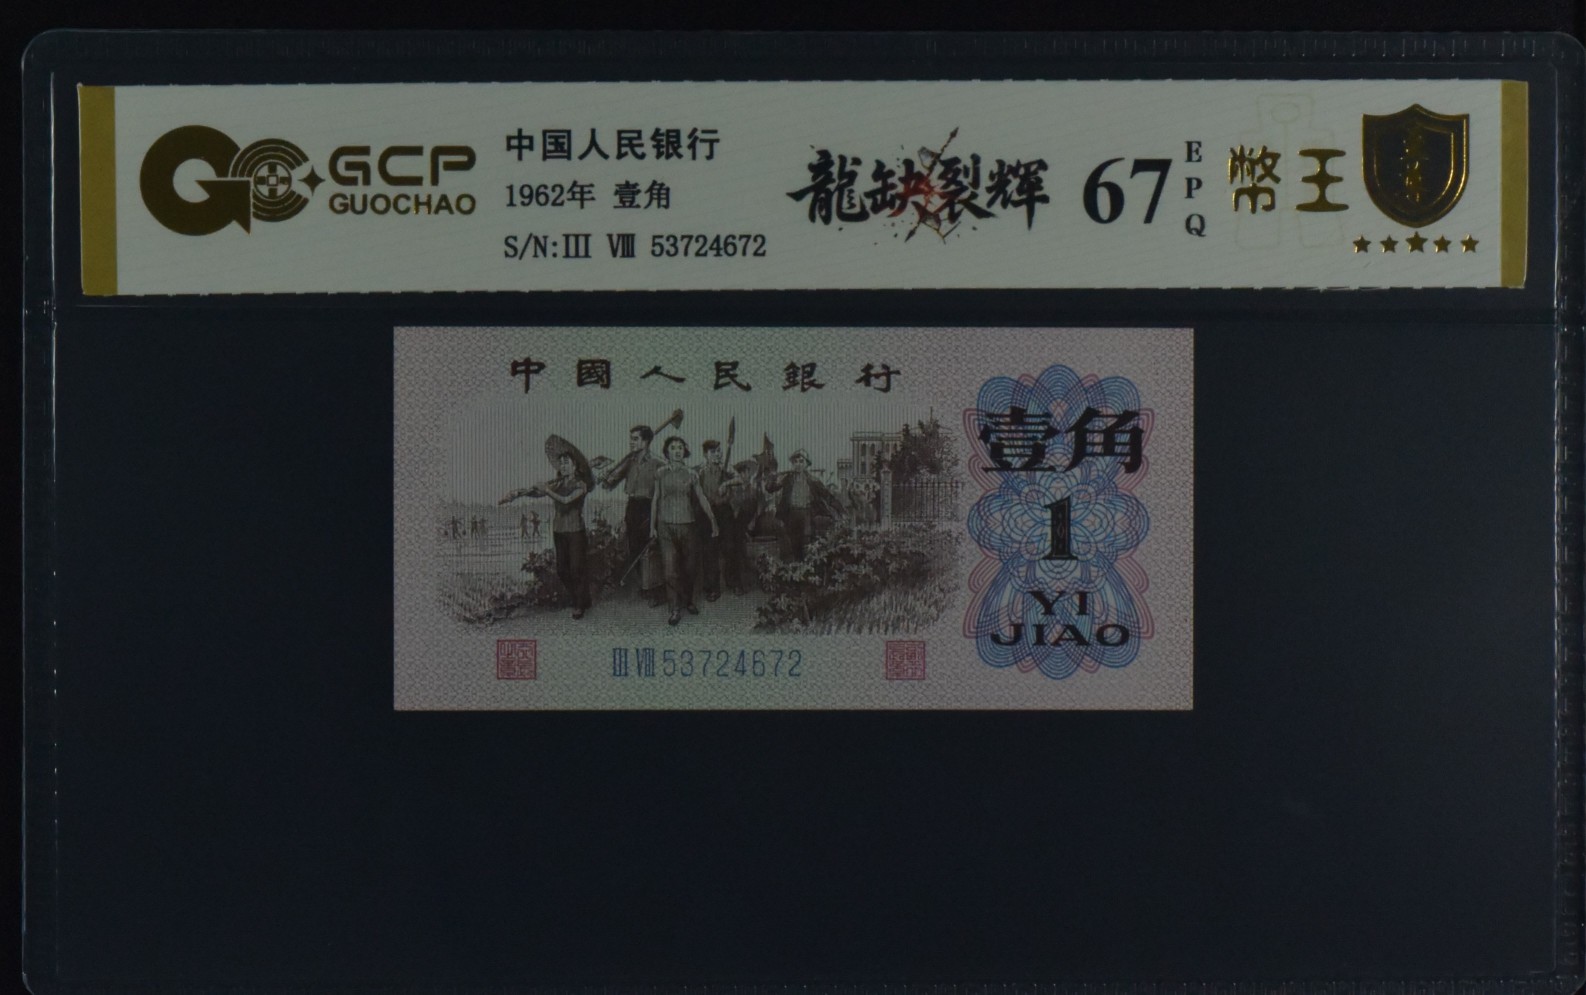 GCP
GUOCHAO
中国人民银行
1962年 壹角
S/N:III VIII 53724672
龍缺裂辉
67
EPQ
幣王
中國人民銀行
壹角
1
YI
JIAO
III VIII 53724672